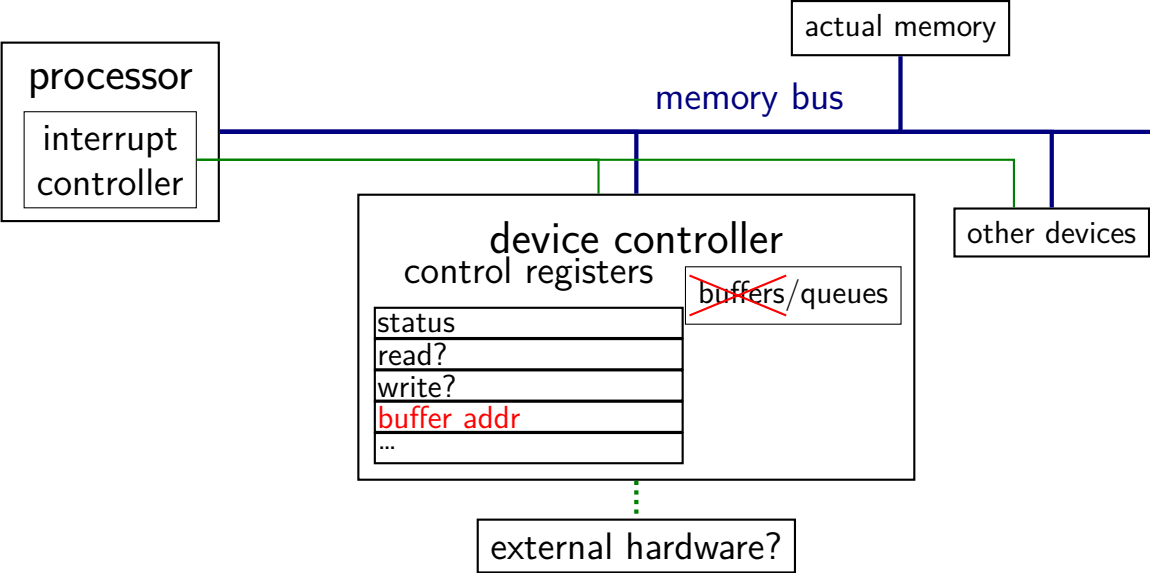 actual memory
processor
memory bus
interrupt
controller
other devices
device controller
control registers
buffers/queues
status
read?
write?
buffer addr
...
external hardware?